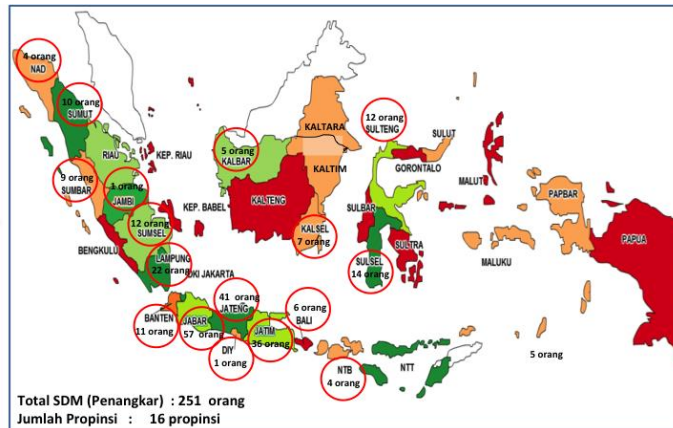 4 orang
NAD
10 orang
SUMUT
RIAU
KEP. RIAU
9 orang
SUMBAR
1 orang
JAMBI
12 orang
SUMSEL
KEP. BABEL
BENGKULU
LAMPUNG
22 orang
DKI JAKARTA
BANTEN
11 orang
JABAR
57 orang
41 orang
JATENG
DIY
1 orang
JATIM
36 orang
6 orang
BALI
NTB
4 orang
NTT
5 orang
KALBAR
KALTENG
KALTARA
KALTIM
KALSEL
7 orang
12 orang
SULTENG
SULUT
GORONTALO
SULBAR
SULTRA
SULSEL
14 orang
MALUT
MALUKU
PAPBAR
PAPUA
5 orang
Total SDM (Penangkar) : 251 orang
Jumlah Propinsi : 16 propinsi